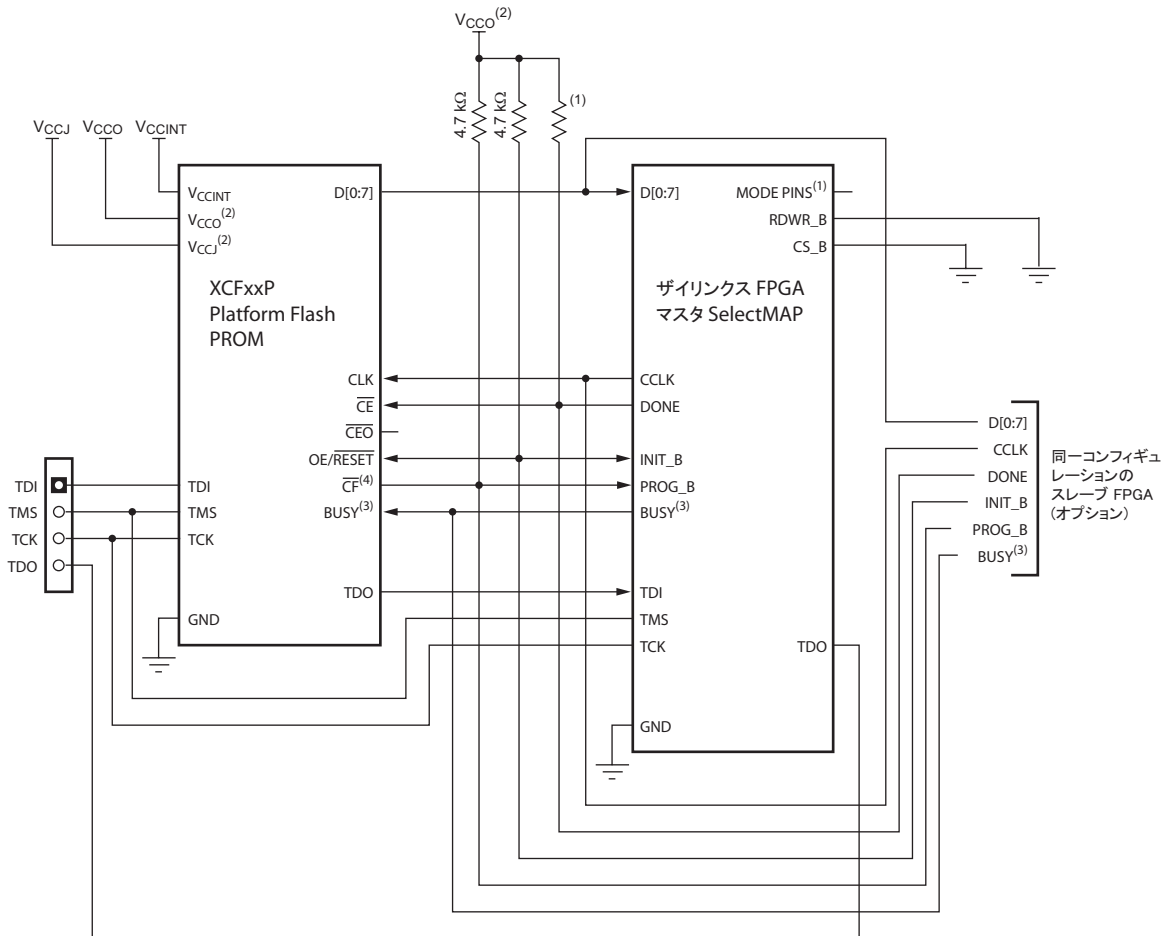 VCCO(2)
4.7 kΩ
4.7 kΩ
(1)
VCCJ VCCO VCCINT
VCCINT
VCCO(2)
VCCJ(2)
D[0:7]
XCFxxP
Platform Flash
PROM
CLK
CE
CEO
OE/RESET
CF(4)
BUSY(3)
TDI
TMS
TCK
TDO
GND
TDI
TMS
TCK
TDO
D[0:7]
MODE PINS(1)
RDWR_B
CS_B
ザイリンクス FPGA
マスタ SelectMAP
CCLK
DONE
INIT_B
PROG_B
BUSY(3)
TDI
TMS
TCK
TDO
GND
D[0:7]
CCLK
DONE
INIT_B
PROG_B
BUSY(3)
同一コンフィギュ
レーションの
スレーブ FPGA
(オプション)